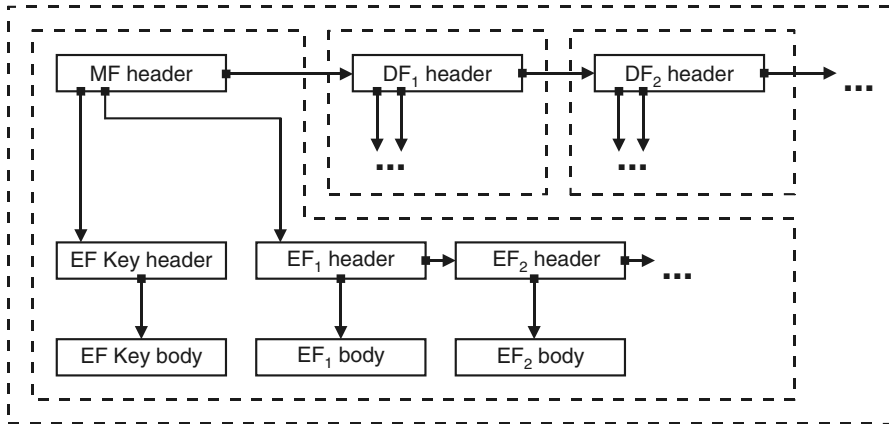 MF header
DF₁ header
DF₂ header
...
...
...
EF Key header
EF₁ header
EF₂ header
...
EF Key body
EF₁ body
EF₂ body